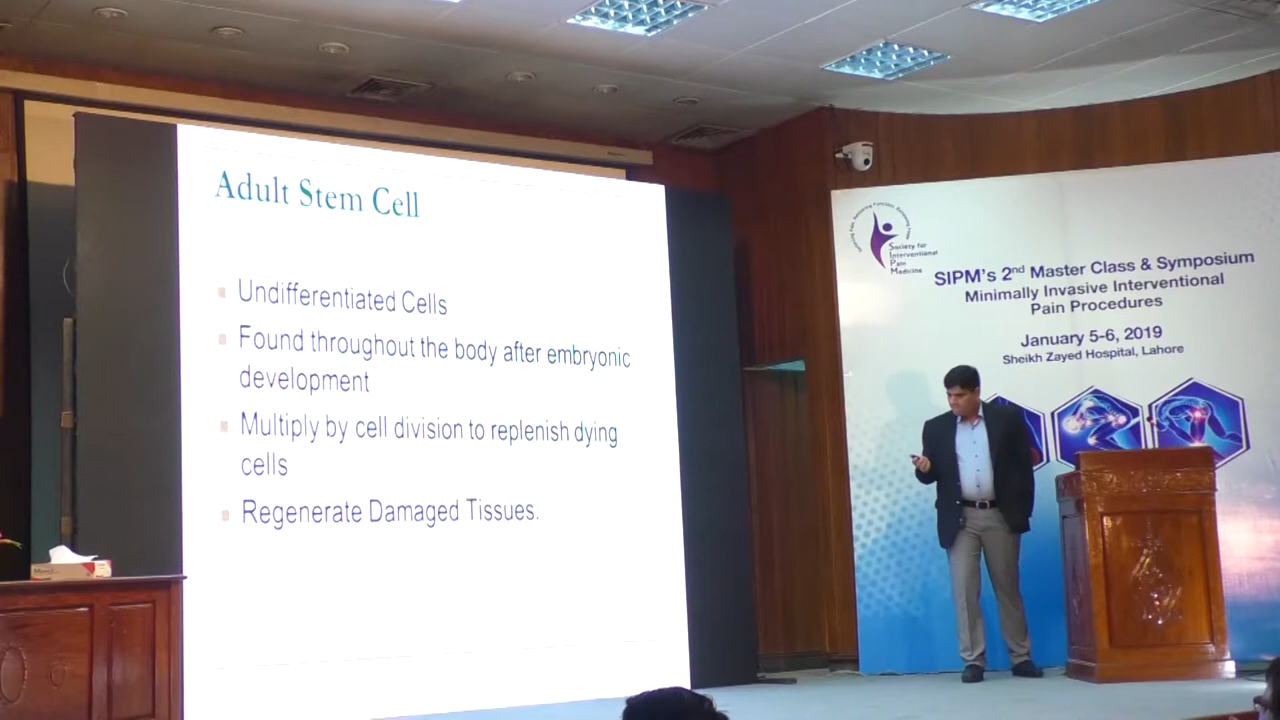 Adult Stem Cell
Undifferentiated Cells
Found throughout the body after embryonic
development
Multiply by cell division to replenish dying
cells
Regenerate Damaged Tissues.
Society for
Interventional
Pain
Medicine
SIPM's 2nd Master Class & Symposium
Minimally Invasive Interventional
Pain Procedures
January 5-6, 2019
Sheikh Zayed Hospital, Lahore